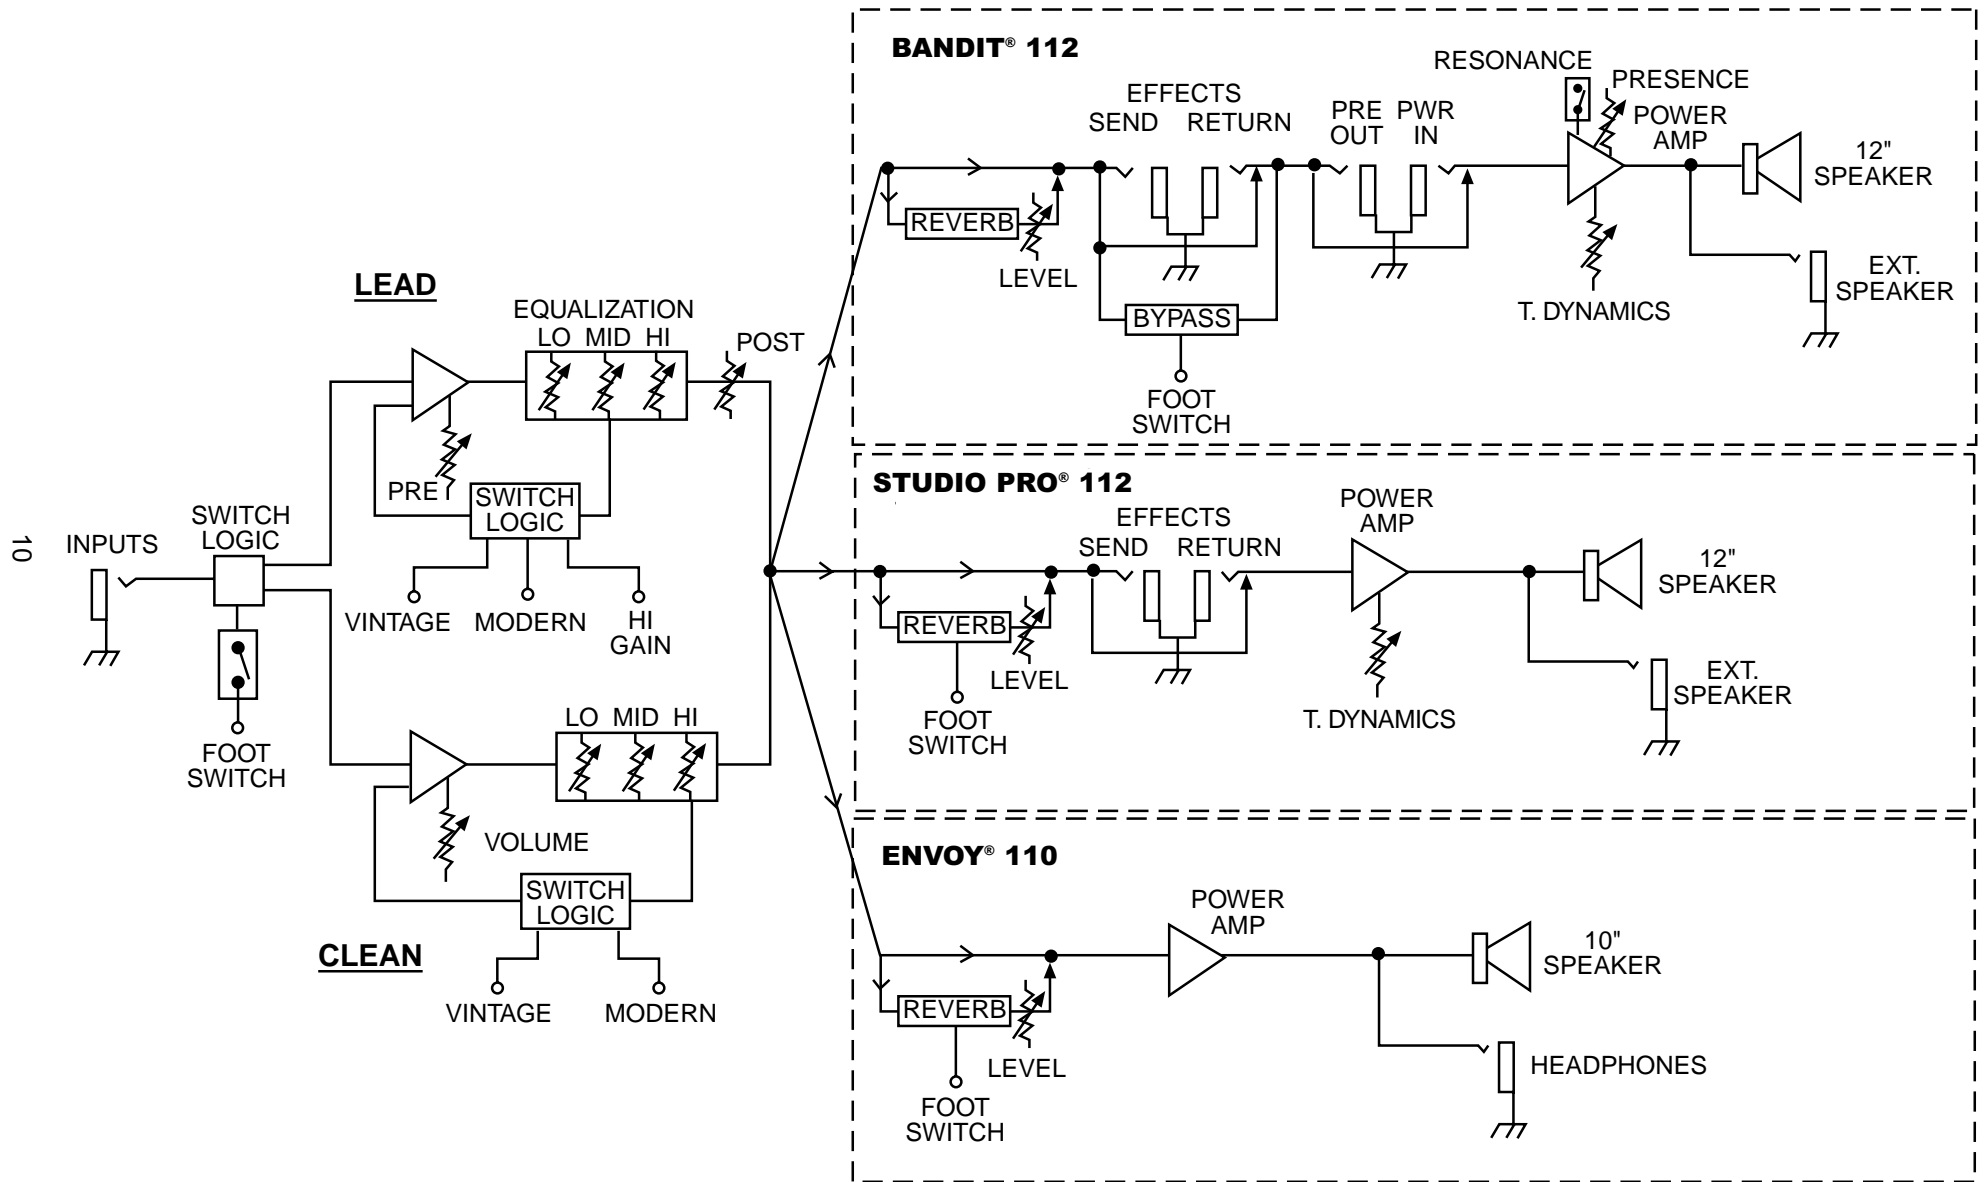 10
INPUTS
SWITCH
LOGIC
FOOT
SWITCH
LEAD
EQUALIZATION
LO MID HI
POST
PRE
SWITCH
LOGIC
VINTAGE
MODERN
HI
GAIN
LO MID HI
VOLUME
SWITCH
LOGIC
CLEAN
VINTAGE
MODERN
BANDIT® 112
REVERB
LEVEL
EFFECTS
SEND RETURN
BYPASS
FOOT
SWITCH
PRE
OUT
PWR
IN
RESONANCE
PRESENCE
POWER
AMP
T. DYNAMICS
12"
SPEAKER
EXT.
SPEAKER
STUDIO PRO® 112
REVERB
LEVEL
FOOT
SWITCH
EFFECTS
SEND RETURN
POWER
AMP
T. DYNAMICS
12"
SPEAKER
EXT.
SPEAKER
ENVOY® 110
REVERB
LEVEL
FOOT
SWITCH
POWER
AMP
10"
SPEAKER
HEADPHONES